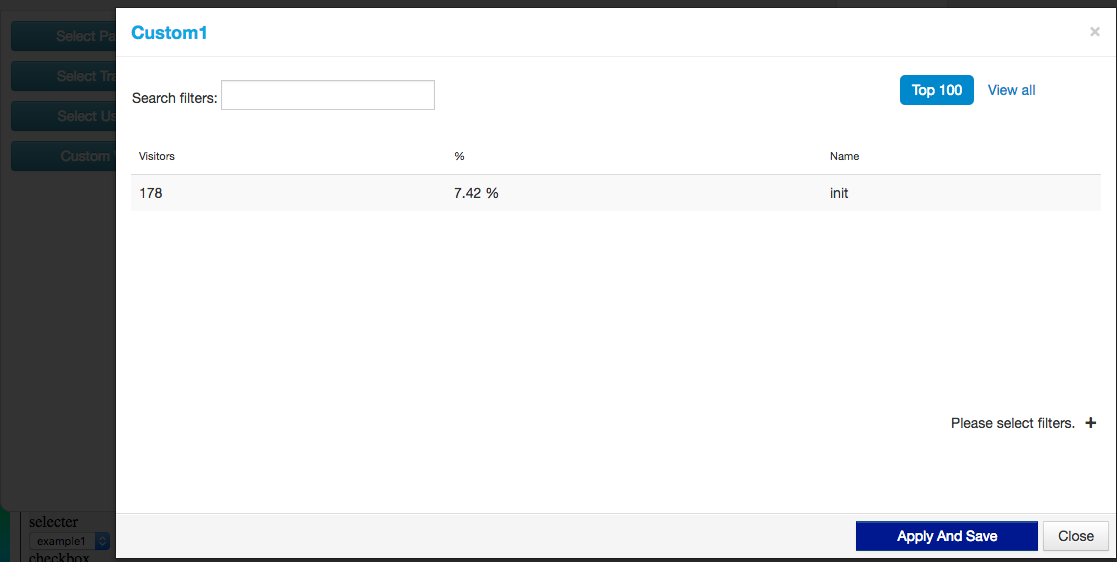 Custom1
×
Select Pa
Select Tra
Select Us
Custom
Search filters:
Top 100 View all
Visitors % Name
178 7.42 % init
Please select filters. +
selecter
example1
checkbox
Apply And Save Close